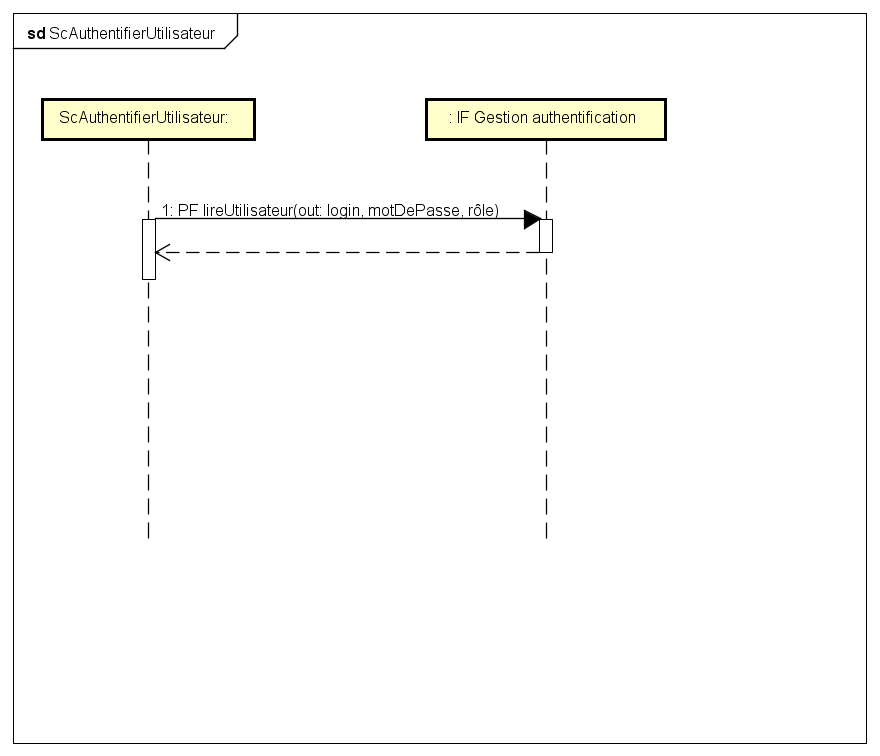 sd ScAuthentifierUtilisateur
ScAuthentifierUtilisateur:
: IF Gestion authentification
1: PF lireUtilisateur(out: login, motDePasse, rôle)